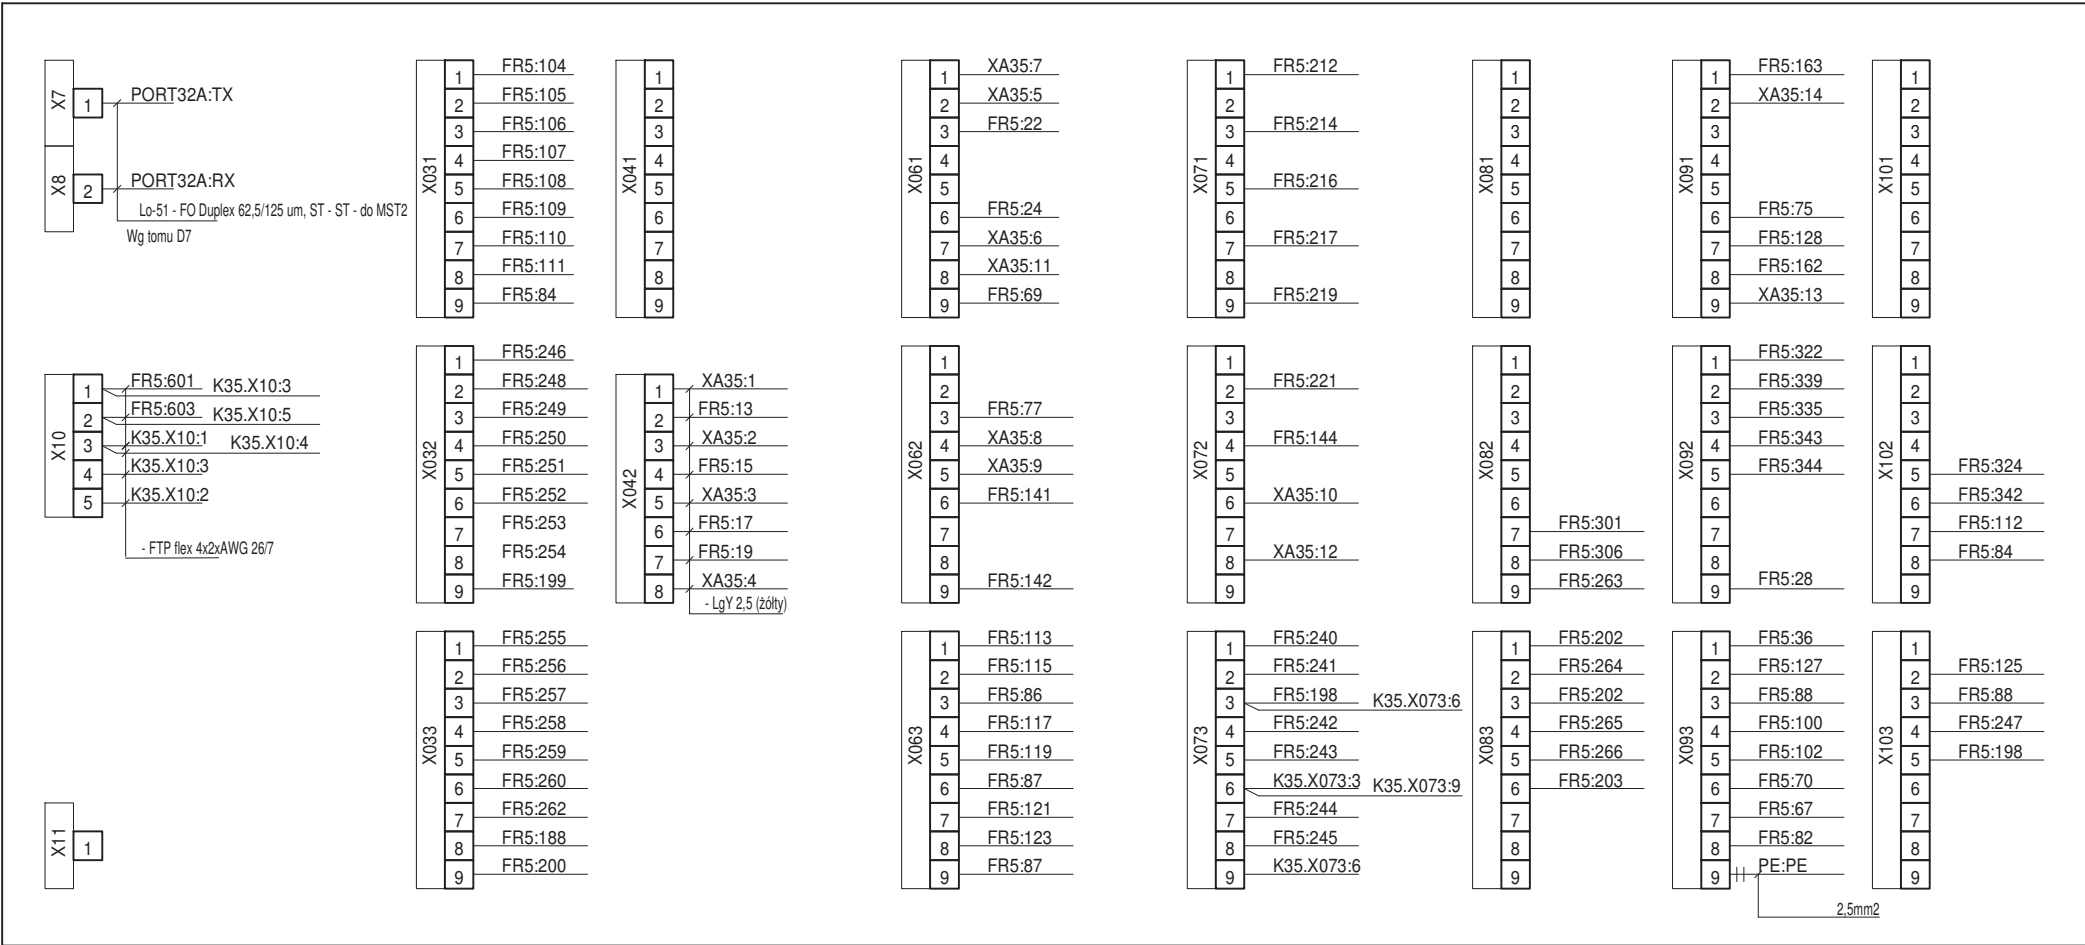 X7
1 PORT32A:TX
X8
2 PORT32A:RX
Lo-51 - FO Duplex 62,5/125 um, ST - ST - do MST2
Wg tomu D7
X10
1 FR5:601 K35.X10:3
2 FR5:603 K35.X10:5
3 K35.X10:1 K35.X10:4
4 K35.X10:3
5 K35.X10:2
- FTP flex 4x2xAWG 26/7
X11
1
X031
1 FR5:104
2 FR5:105
3 FR5:106
4 FR5:107
5 FR5:108
6 FR5:109
7 FR5:110
8 FR5:111
9 FR5:84
X032
1 FR5:246
2 FR5:248
3 FR5:249
4 FR5:250
5 FR5:251
6 FR5:252
7 FR5:253
8 FR5:254
9 FR5:199
X033
1 FR5:255
2 FR5:256
3 FR5:257
4 FR5:258
5 FR5:259
6 FR5:260
7 FR5:262
8 FR5:188
9 FR5:200
X041
1
2
3
4
5
6
7
8
9
X042
1 XA35:1
2 FR5:13
3 XA35:2
4 FR5:15
5 XA35:3
6 FR5:17
7 FR5:19
8 XA35:4
- LgY 2,5 (żółty)
X061
1 XA35:7
2 XA35:5
3 FR5:22
4
5
6 FR5:24
7 XA35:6
8 XA35:11
9 FR5:69
X062
1
2
3 FR5:77
4 XA35:8
5 XA35:9
6 FR5:141
7
8
9 FR5:142
X063
1 FR5:113
2 FR5:115
3 FR5:86
4 FR5:117
5 FR5:119
6 FR5:87
7 FR5:121
8 FR5:123
9 FR5:87
X071
1 FR5:212
2
3 FR5:214
4
5 FR5:216
6
7 FR5:217
8
9 FR5:219
X072
1
2 FR5:221
3
4 FR5:144
5
6 XA35:10
7
8 XA35:12
9
X073
1 FR5:240
2 FR5:241
3 FR5:198 K35.X073:6
4 FR5:242
5 FR5:243
6 K35.X073:3 K35.X073:9
7 FR5:244
8 FR5:245
9 K35.X073:6
X081
1
2
3
4
5
6
7
8
9
X082
1
2
3
4
5
6
7 FR5:301
8 FR5:306
9 FR5:263
X083
1 FR5:202
2 FR5:264
3 FR5:202
4 FR5:265
5 FR5:266
6 FR5:203
7
8
9
X091
1 FR5:163
2 XA35:14
3
4
5
6 FR5:75
7 FR5:128
8 FR5:162
9 XA35:13
X092
1 FR5:322
2 FR5:339
3 FR5:335
4 FR5:343
5 FR5:344
6
7
8
9 FR5:28
X093
1 FR5:36
2 FR5:127
3 FR5:88
4 FR5:100
5 FR5:102
6 FR5:70
7 FR5:67
8 FR5:82
9 PE:PE
2,5mm2
X101
1
2
3
4
5
6
7
8
9
X102
1
2
3
4
5 FR5:324
6 FR5:342
7 FR5:112
8 FR5:84
9
X103
1
2 FR5:125
3 FR5:88
4 FR5:247
5 FR5:198
6
7
8
9